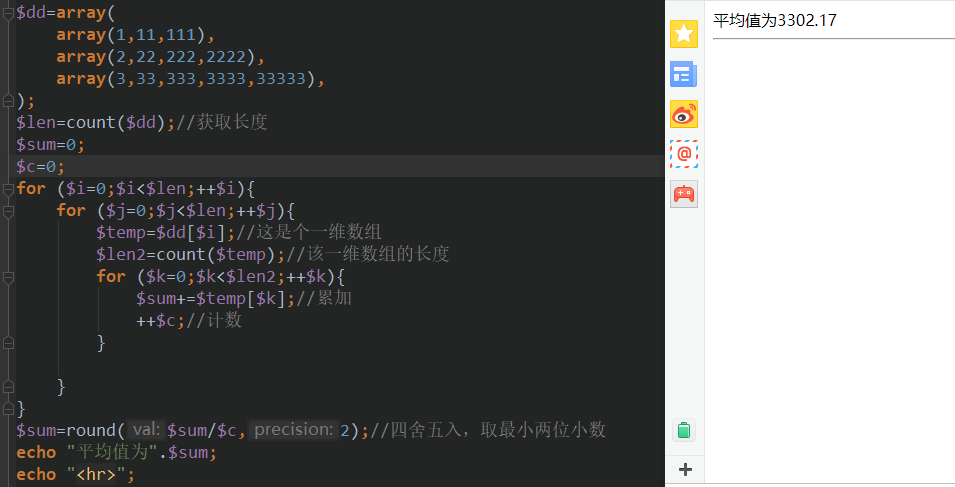 $dd=array(
array(1,11,111),
array(2,22,222,2222),
array(3,33,333,3333,33333),
);
$len=count($dd);//获取长度
$sum=0;
$c=0;
for ($i=0;$i<$len;++$i){
for ($j=0;$j<$len;++$j){
$temp=$dd[$i];//这是个一维数组
$len2=count($temp);//该一维数组的长度
for ($k=0;$k<$len2;++$k){
$sum+=$temp[$k];//累加
++$c;//计数
}
}
}
$sum=round( val: $sum/$c, precision: 2);//四舍五入，取最小两位小数
echo "平均值为".$sum;
echo "<hr>";
平均值为3302.17
@